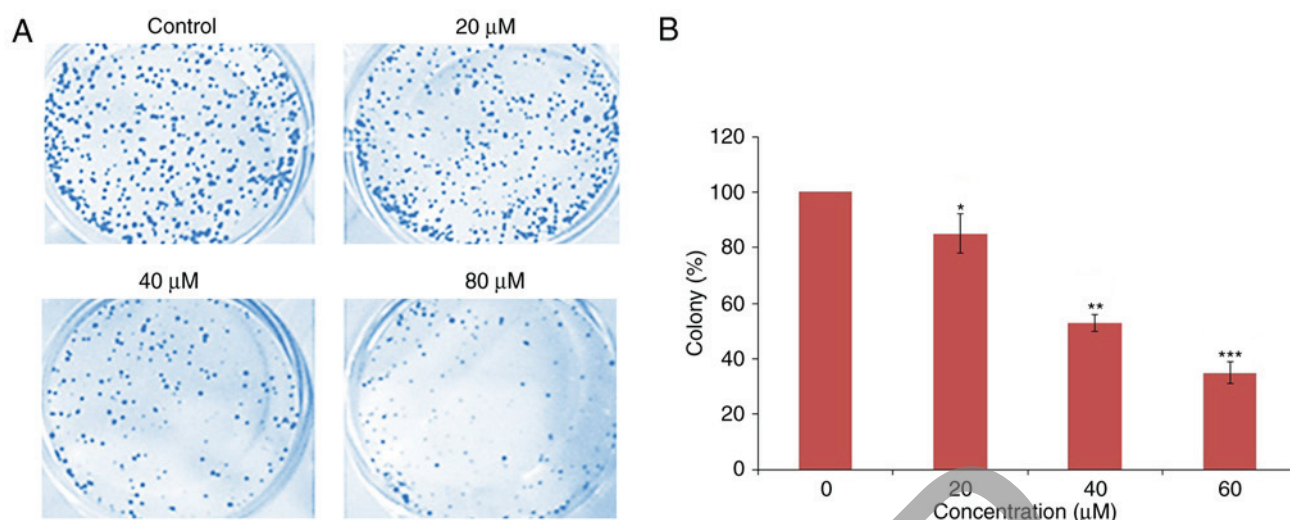 A
Control
20 μM
40 μM
80 μM
B
Colony (%)
120
100
80
60
40
20
0
*
**
***
0
20
40
60
Concentration (μM)